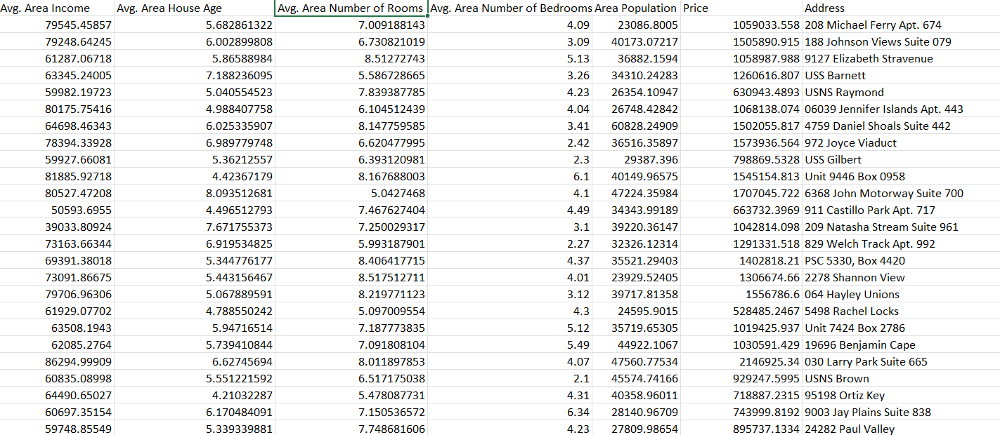 Avg. Area Income Avg. Area House Age Avg. Area Number of Rooms Avg. Area Number of Bedrooms Area Population Price Address
79545.45857 5.682861322 7.009188143 4.09 23086.8005 1059033.558 208 Michael Ferry Apt. 674
79248.64245 6.002899808 6.730821019 3.09 40173.07217 1505890.915 188 Johnson Views Suite 079
61287.06718 5.86588984 8.51272743 5.13 36882.1594 1058987.988 9127 Elizabeth Stravenue
63345.24005 7.188236095 5.586728665 3.26 34310.24283 1260616.807 USS Barnett
59982.19723 5.040554523 7.839387785 4.23 26354.10947 630943.4893 USNS Raymond
80175.75416 4.988407758 6.104512439 4.04 26748.42842 1068138.074 06039 Jennifer Islands Apt. 443
64698.46343 6.025335907 8.147759585 3.41 60828.24909 1502055.817 4759 Daniel Shoals Suite 442
78394.33928 6.989779748 6.620477995 2.42 36516.35897 1573936.564 972 Joyce Viaduct
59927.66081 5.36212557 6.393120981 2.3 29387.396 798869.5328 USS Gilbert
81885.92718 4.42367179 8.167688003 6.1 40149.96575 1545154.813 Unit 9446 Box 0958
80527.47208 8.093512681 5.0427468 4.1 47224.35984 1707045.722 6368 John Motorway Suite 700
50593.6955 4.496512793 7.467627404 4.49 34343.99189 663732.3969 911 Castillo Park Apt. 717
39033.80924 7.671755373 7.250029317 3.1 39220.36147 1042814.098 209 Natasha Stream Suite 961
73163.66344 6.919534825 5.993187901 2.27 32326.12314 1291331.518 829 Welch Track Apt. 992
69391.38018 5.344776177 8.406417715 4.37 35521.29403 1402818.21 PSC 5330, Box 4420
73091.86675 5.443156467 8.517512711 4.01 23929.52405 1306674.66 2278 Shannon View
79706.96306 5.067889591 8.219771123 3.12 39717.81358 1556786.6 064 Hayley Unions
61929.07702 4.788550242 5.097009554 4.3 24595.9015 528485.2467 5498 Rachel Locks
63508.1943 5.94716514 7.187773835 5.12 35719.65305 1019425.937 Unit 7424 Box 2786
62085.2764 5.739410844 7.091808104 5.49 44922.1067 1030591.429 19696 Benjamin Cape
86294.99909 6.62745694 8.011897853 4.07 47560.77534 2146925.34 030 Larry Park Suite 665
60835.08998 5.551221592 6.517175038 2.1 45574.74166 929247.5995 USNS Brown
64490.65027 4.21032287 5.478087731 4.31 40358.96011 718887.2315 95198 Ortiz Key
60697.35154 6.170484091 7.150536572 6.34 28140.96709 743999.8192 9003 Jay Plains Suite 838
59748.85549 5.339339881 7.748681606 4.23 27809.98654 895737.1334 24282 Paul Valley